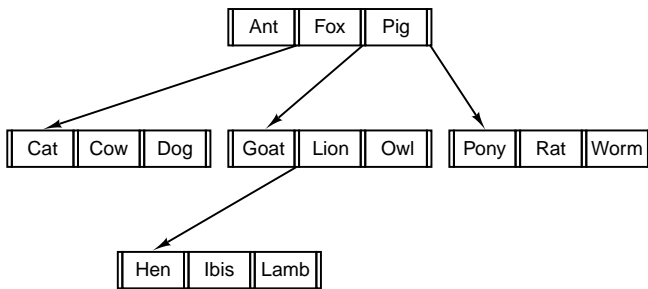 Ant Fox Pig
Cat Cow Dog Goat Lion Owl Pony Rat Worm
Hen Ibis Lamb